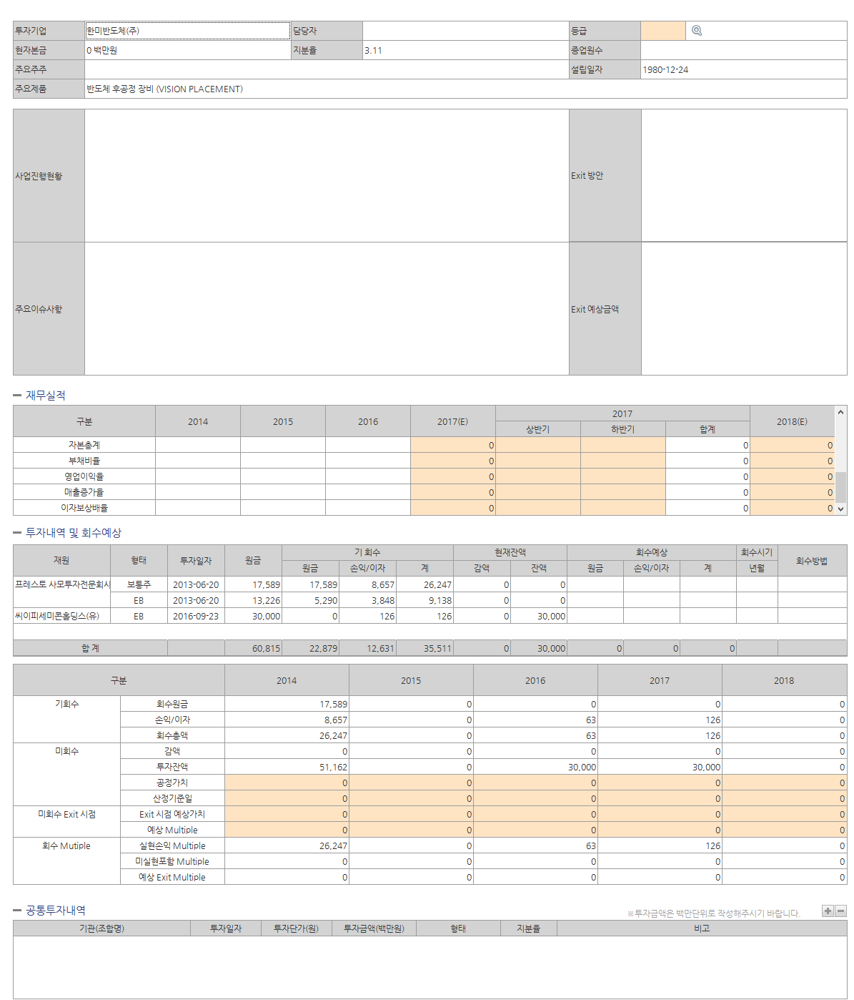 투자기업 한미반도체(주) 담당자 등급
현자본금 0 백만원 지분율 3.11 종업원수
주요주주 설립일자 1980-12-24
주요제품 반도체 후공정 장비 (VISION PLACEMENT)
사업진행현황 Exit 방안
주요이슈사항 Exit 예상금액
재무실적
구분 2014 2015 2016 2017(E) 2017 2018(E)
상반기 하반기 합계
자본총계 0 0 0
부채비율 0 0 0
영업이익율 0 0 0
매출증가율 0 0 0
이자보상배율 0 0 0
투자내역 및 회수예상
재원 형태 투자일자 원금 기 회수 현재잔액 회수예상 회수시기 회수방법
원금 손익/이자 계 감액 잔액 원금 손익/이자 계 년월
프레스토 사모투자전문회사 보통주 2013-06-20 17,589 17,589 8,657 26,247 0 0
EB 2013-06-20 13,226 5,290 3,848 9,138 0 0
씨이피세미콘홀딩스(유) EB 2016-09-23 30,000 0 126 126 0 30,000
합 계 60,815 22,879 12,631 35,511 0 30,000 0 0 0
구분 2014 2015 2016 2017 2018
기회수 회수원금 17,589 0 0 0 0
손익/이자 8,657 0 63 126 0
회수총액 26,247 0 63 126 0
미회수 감액 0 0 0 0 0
투자잔액 51,162 0 30,000 30,000 0
공정가치 0 0 0 0 0
산정기준일 0 0 0 0 0
미회수 Exit 시점 Exit 시점 예상가치 0 0 0 0 0
예상 Multiple 0 0 0 0 0
회수 Mutiple 실현손익 Multiple 26,247 0 63 126 0
미실현포함 Multiple 0 0 0 0 0
예상 Exit Multiple 0 0 0 0 0
공통투자내역 ※투자금액은 백만단위로 작성해주시기 바랍니다.
기관(조합명) 투자일자 투자단가(원) 투자금액(백만원) 형태 지분율 비고